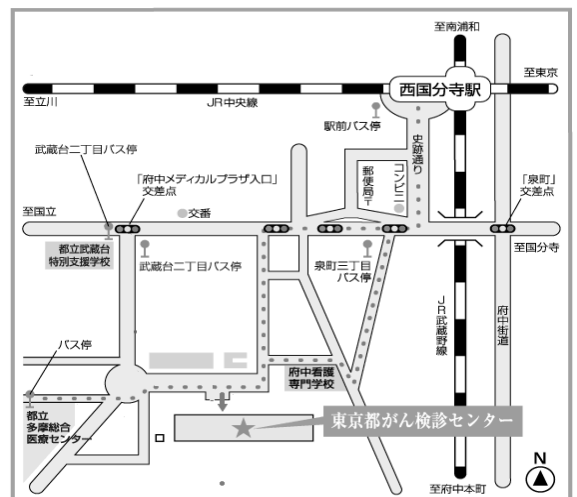 至南浦和
至東京
西国分寺駅
至立川
JR中央線
駅前バス停
史跡通り
武蔵台二丁目バス停
「府中メディカルプラザ入口」
交差点
郵便局〒
コンビニ
「泉町」
交差点
至国立
交番
都立武蔵台
特別支援学校
武蔵台二丁目バス停
泉町三丁目
バス停
至国分寺
JR武蔵野線
府中街道
バス停
府中看護
専門学校
都立
多摩総合
医療センター
東京都がん検診センター
N
至府中本町